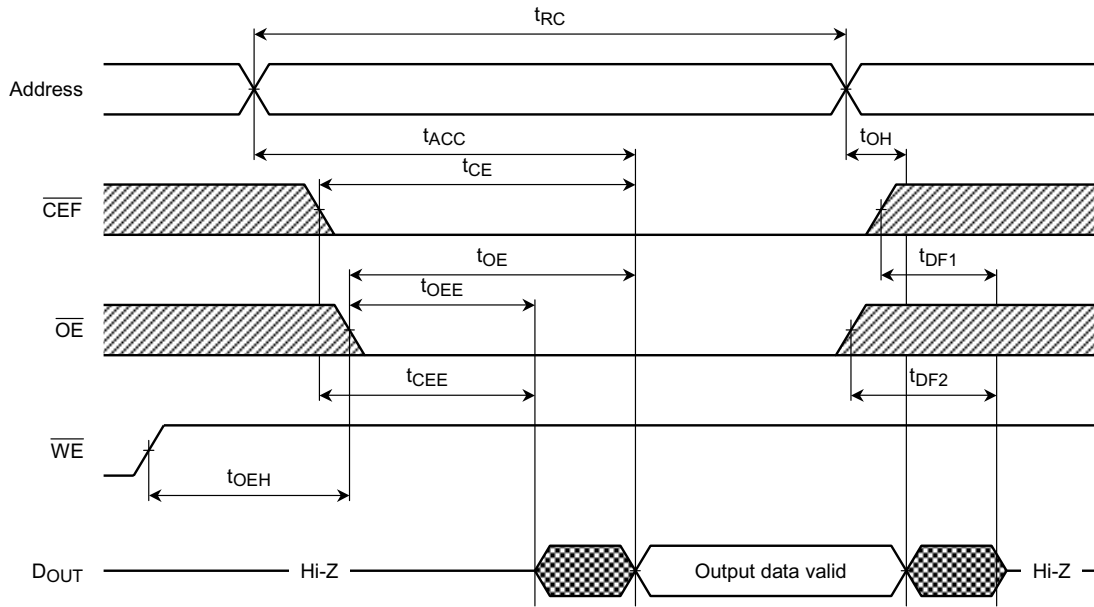 tRC
Address
tACC
tOH
tCE
CEF
tOE
tDF1
tOEE
OE
tCEE
tDF2
WE
tOEH
DOUT
Hi-Z
Output data valid
Hi-Z